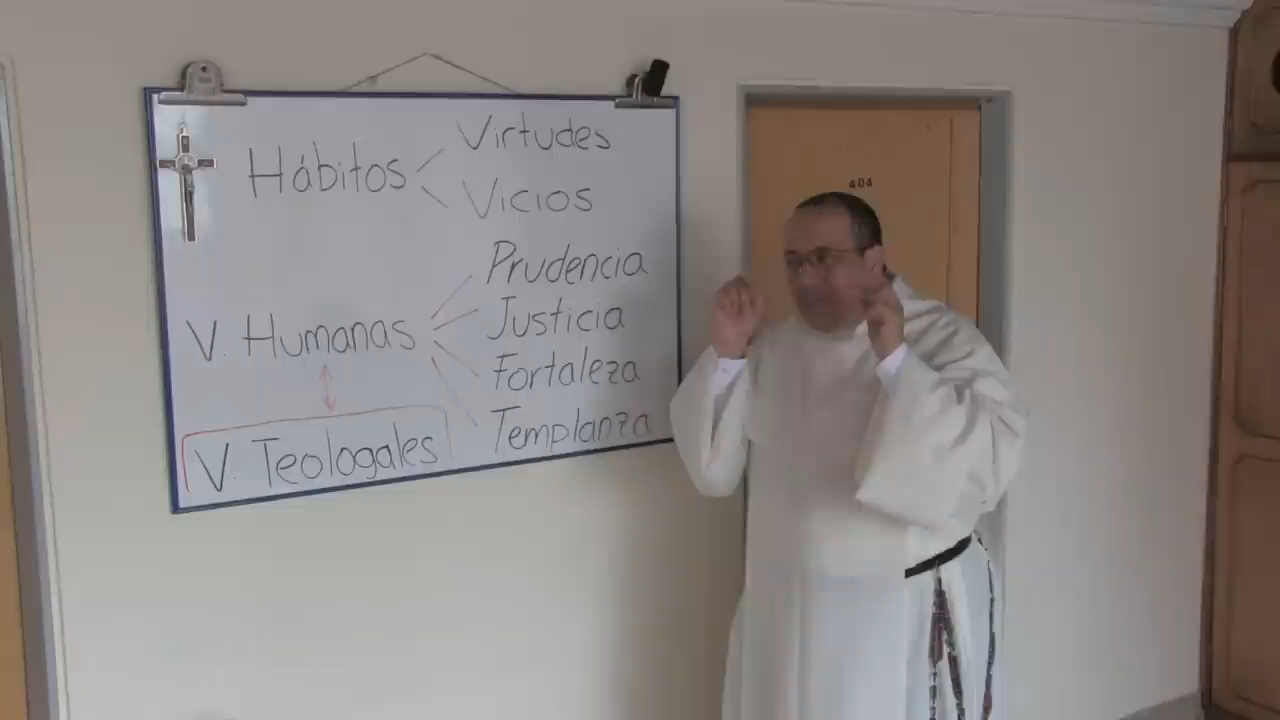 Hábitos
Virtudes
Vicios
V. Humanas
Prudencia
Justicia
Fortaleza
Templanza
V. Teologales
404